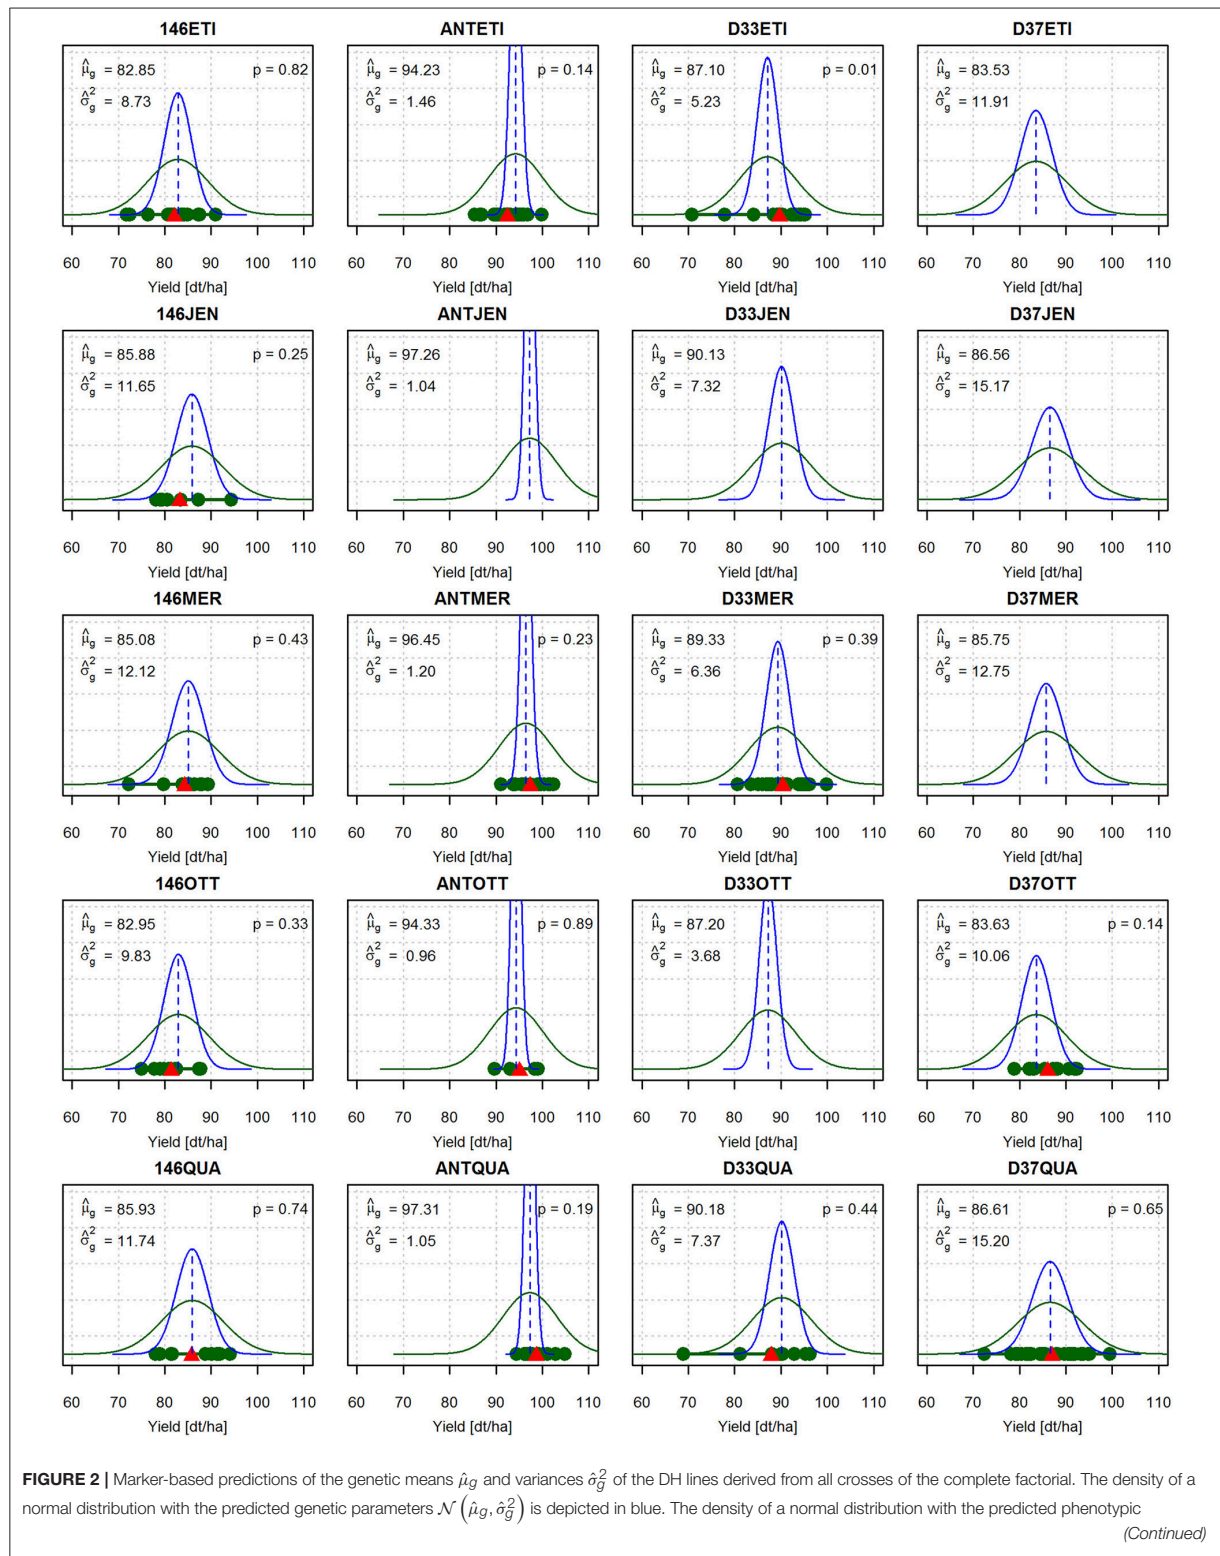 146ETI ANTETI D33ETI D37ETI
μ̂g = 82.85 p = 0.82 μ̂g = 94.23 p = 0.14 μ̂g = 87.10 p = 0.01 μ̂g = 83.53
σ̂²g = 8.73 σ̂²g = 1.46 σ̂²g = 5.23 σ̂²g = 11.91
60 70 80 90 100 110 60 70 80 90 100 110 60 70 80 90 100 110 60 70 80 90 100 110
Yield [dt/ha] Yield [dt/ha] Yield [dt/ha] Yield [dt/ha]
146JEN ANTJEN D33JEN D37JEN
μ̂g = 85.88 p = 0.25 μ̂g = 97.26 μ̂g = 90.13 μ̂g = 86.56
σ̂²g = 11.65 σ̂²g = 1.04 σ̂²g = 7.32 σ̂²g = 15.17
60 70 80 90 100 110 60 70 80 90 100 110 60 70 80 90 100 110 60 70 80 90 100 110
Yield [dt/ha] Yield [dt/ha] Yield [dt/ha] Yield [dt/ha]
146MER ANTMER D33MER D37MER
μ̂g = 85.08 p = 0.43 μ̂g = 96.45 p = 0.23 μ̂g = 89.33 p = 0.39 μ̂g = 85.75
σ̂²g = 12.12 σ̂²g = 1.20 σ̂²g = 6.36 σ̂²g = 12.75
60 70 80 90 100 110 60 70 80 90 100 110 60 70 80 90 100 110 60 70 80 90 100 110
Yield [dt/ha] Yield [dt/ha] Yield [dt/ha] Yield [dt/ha]
146OTT ANTOTT D33OTT D37OTT
μ̂g = 82.95 p = 0.33 μ̂g = 94.33 p = 0.89 μ̂g = 87.20 μ̂g = 83.63 p = 0.14
σ̂²g = 9.83 σ̂²g = 0.96 σ̂²g = 3.68 σ̂²g = 10.06
60 70 80 90 100 110 60 70 80 90 100 110 60 70 80 90 100 110 60 70 80 90 100 110
Yield [dt/ha] Yield [dt/ha] Yield [dt/ha] Yield [dt/ha]
146QUA ANTQUA D33QUA D37QUA
μ̂g = 85.93 p = 0.74 μ̂g = 97.31 p = 0.19 μ̂g = 90.18 p = 0.44 μ̂g = 86.61 p = 0.65
σ̂²g = 11.74 σ̂²g = 1.05 σ̂²g = 7.37 σ̂²g = 15.20
60 70 80 90 100 110 60 70 80 90 100 110 60 70 80 90 100 110 60 70 80 90 100 110
Yield [dt/ha] Yield [dt/ha] Yield [dt/ha] Yield [dt/ha]
FIGURE 2 | Marker-based predictions of the genetic means μ̂g and variances σ̂²g of the DH lines derived from all crosses of the complete factorial. The density of a
normal distribution with the predicted genetic parameters 𝒩(μ̂g, σ̂²g) is depicted in blue. The density of a normal distribution with the predicted phenotypic
(Continued)